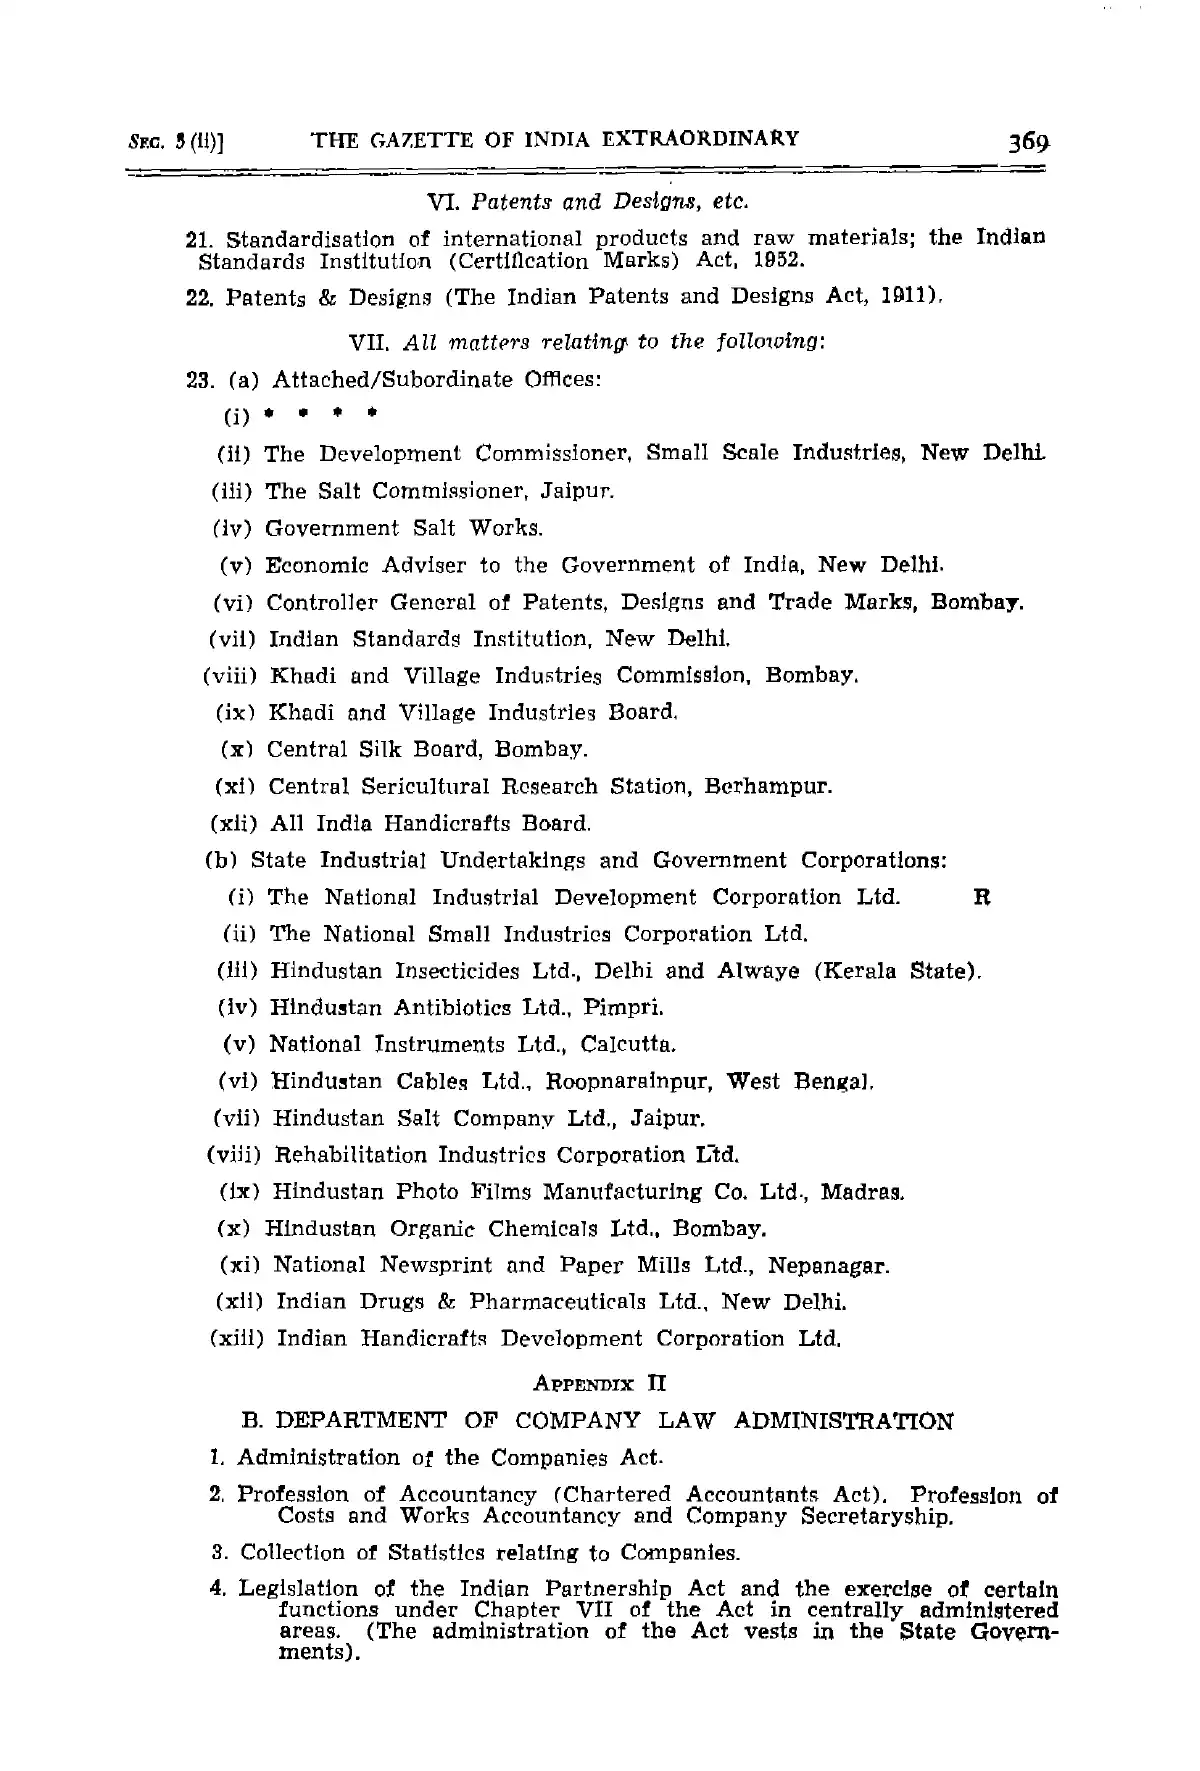 SEC. 3 (ii)] THE GAZETTE OF INDIA EXTRAORDINARY 369
VI. Patents and Designs, etc.
21. Standardisation of international products and raw materials; the Indian
Standards Institution (Certification Marks) Act, 1952.
22. Patents & Designs (The Indian Patents and Designs Act, 1911).
VII. All matters relating to the following:
23. (a) Attached/Subordinate Offices:
(i) * * * *
(ii) The Development Commissioner, Small Scale Industries, New Delhi.
(iii) The Salt Commissioner, Jaipur.
(iv) Government Salt Works.
(v) Economic Adviser to the Government of India, New Delhi.
(vi) Controller General of Patents, Designs and Trade Marks, Bombay.
(vii) Indian Standards Institution, New Delhi.
(viii) Khadi and Village Industries Commission, Bombay.
(ix) Khadi and Village Industries Board.
(x) Central Silk Board, Bombay.
(xi) Central Sericultural Research Station, Berhampur.
(xii) All India Handicrafts Board.
(b) State Industrial Undertakings and Government Corporations:
(i) The National Industrial Development Corporation Ltd. R
(ii) The National Small Industries Corporation Ltd.
(iii) Hindustan Insecticides Ltd., Delhi and Alwaye (Kerala State).
(iv) Hindustan Antibiotics Ltd., Pimpri.
(v) National Instruments Ltd., Calcutta.
(vi) Hindustan Cables Ltd., Roopnarainpur, West Bengal.
(vii) Hindustan Salt Company Ltd., Jaipur.
(viii) Rehabilitation Industries Corporation Ltd.
(ix) Hindustan Photo Films Manufacturing Co. Ltd., Madras.
(x) Hindustan Organic Chemicals Ltd., Bombay.
(xi) National Newsprint and Paper Mills Ltd., Nepanagar.
(xii) Indian Drugs & Pharmaceuticals Ltd., New Delhi.
(xiii) Indian Handicrafts Development Corporation Ltd.
APPENDIX II
B. DEPARTMENT OF COMPANY LAW ADMINISTRATION
1. Administration of the Companies Act.
2. Profession of Accountancy (Chartered Accountants Act). Profession of
Costs and Works Accountancy and Company Secretaryship.
3. Collection of Statistics relating to Companies.
4. Legislation of the Indian Partnership Act and the exercise of certain
functions under Chapter VII of the Act in centrally administered
areas. (The administration of the Act vests in the State Govern-
ments).